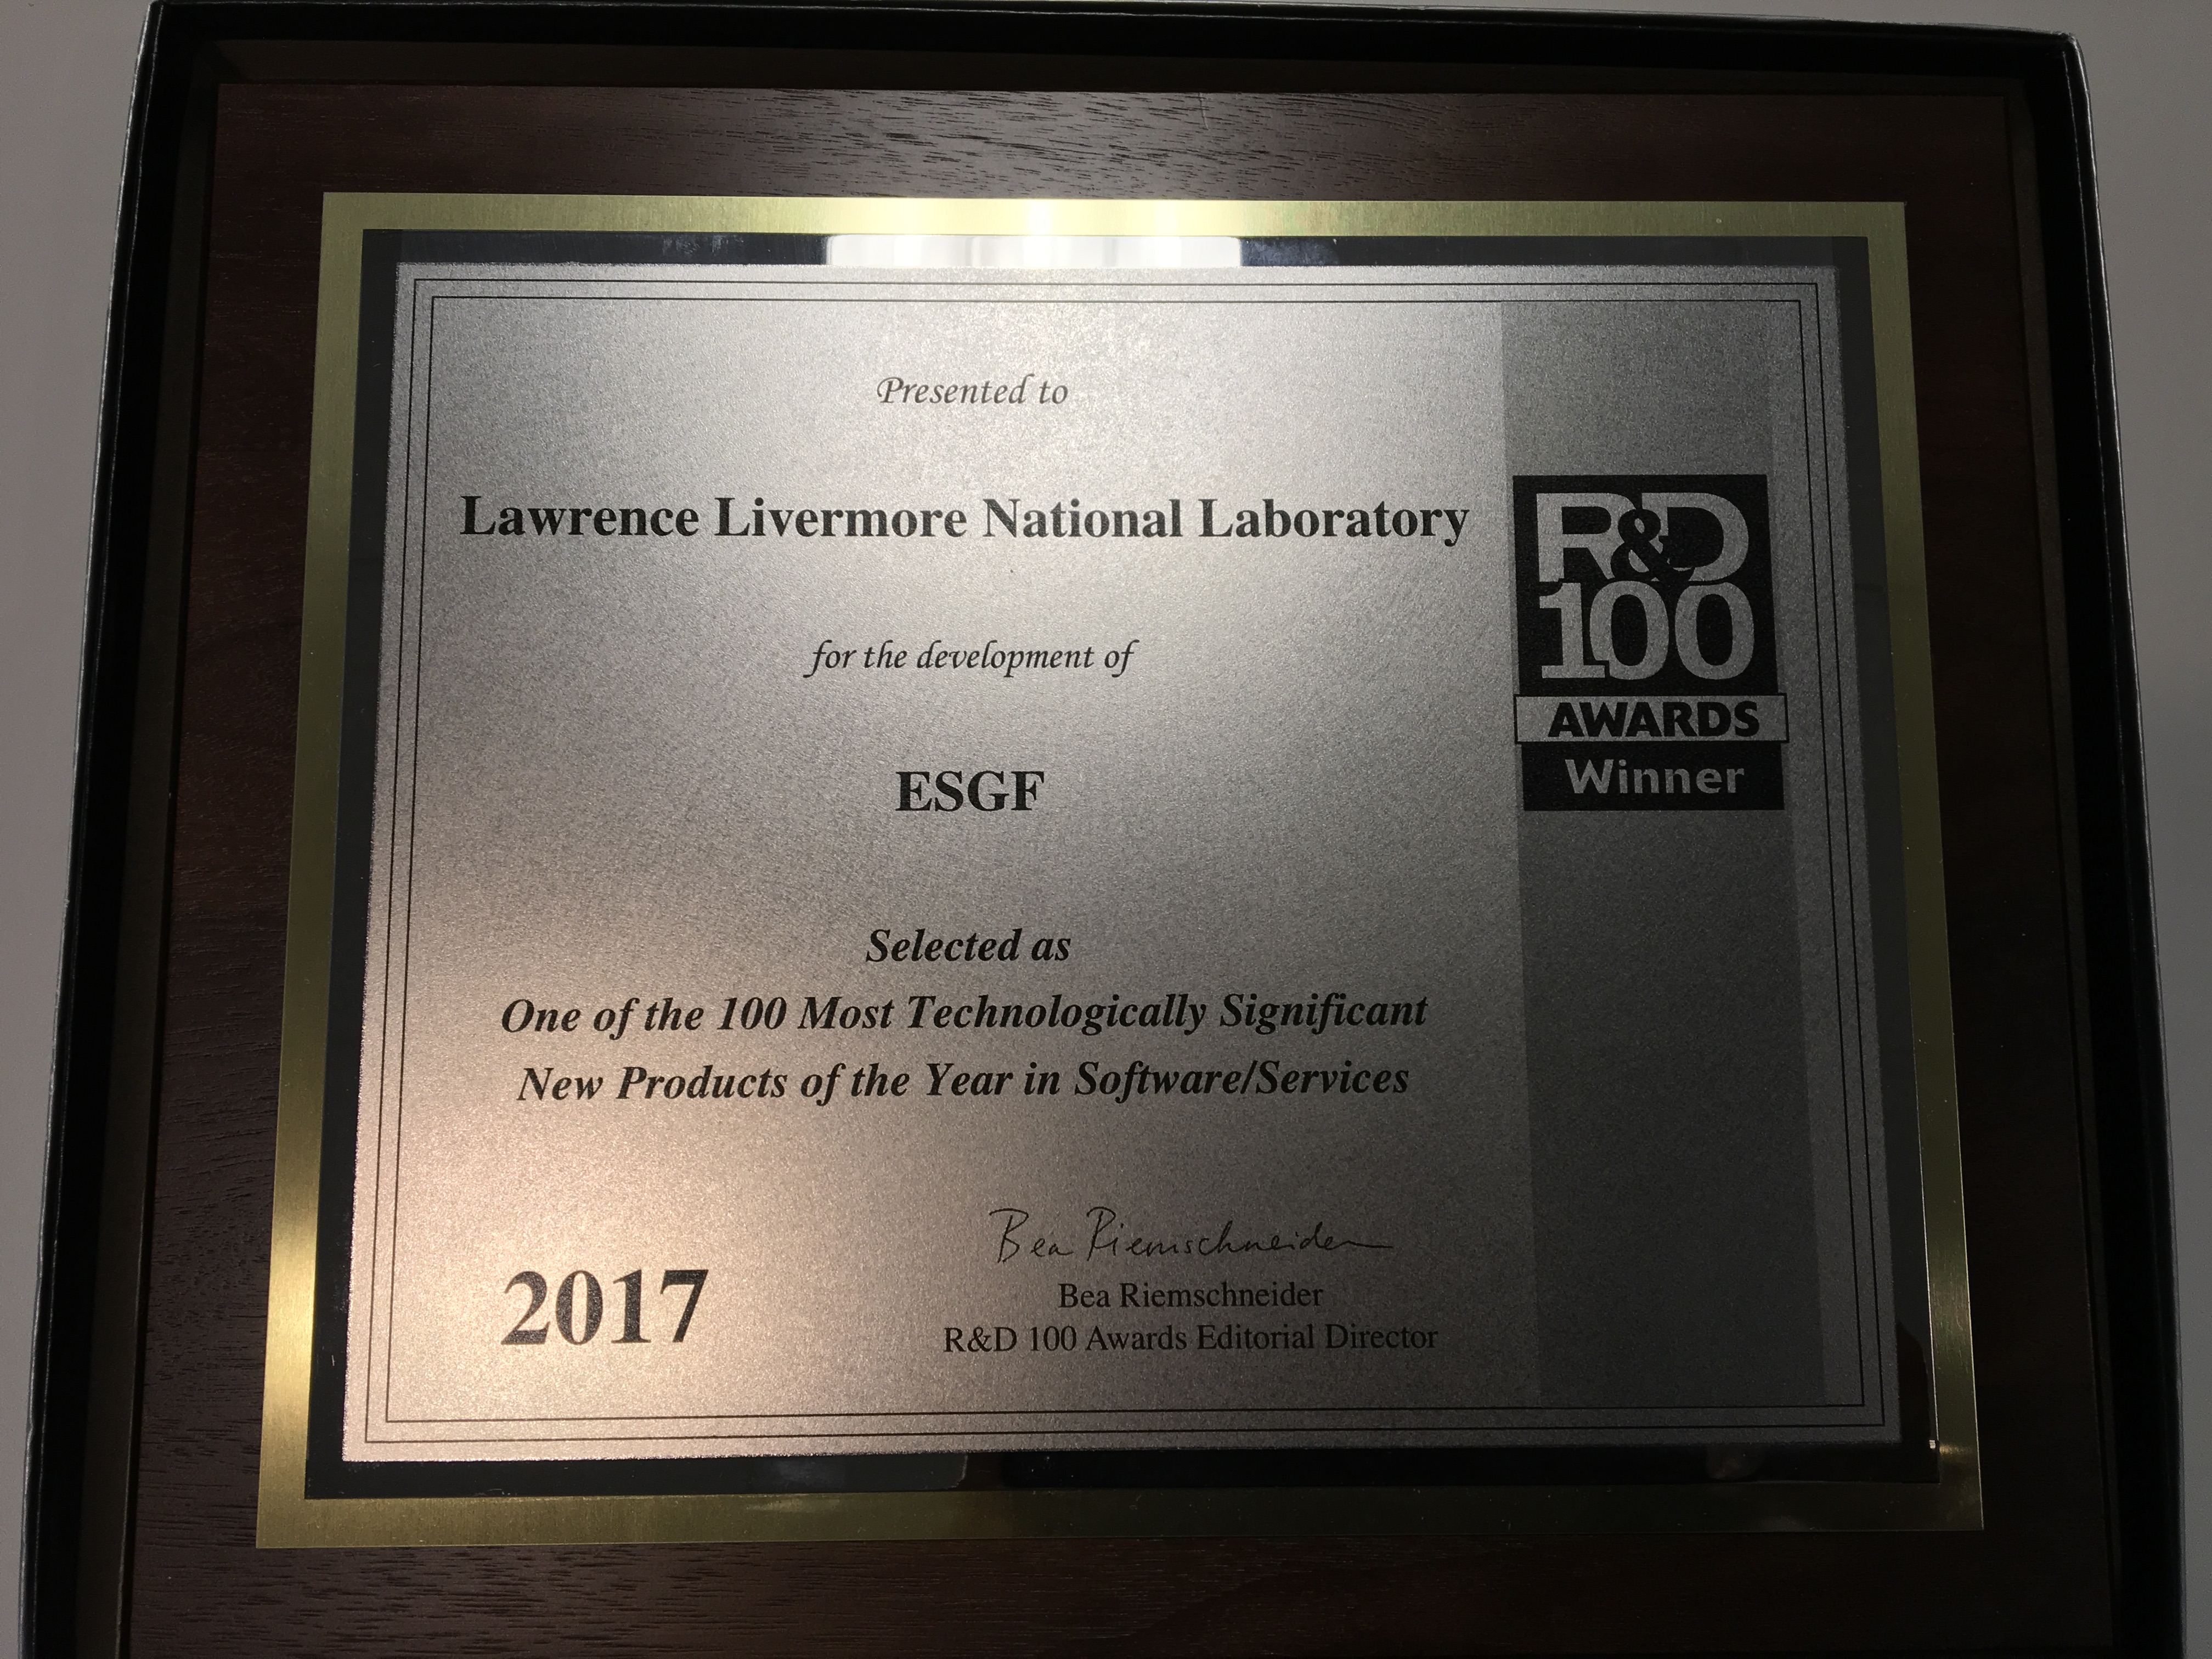 Presented to
Lawrence Livermore National Laboratory
for the development of
ESGF
Selected as
One of the 100 Most Technologically Significant
New Products of the Year in Software/Services
2017
Bea Riemschneider
Bea Riemschneider
R&D 100 Awards Editorial Director
R&D
100
AWARDS
Winner